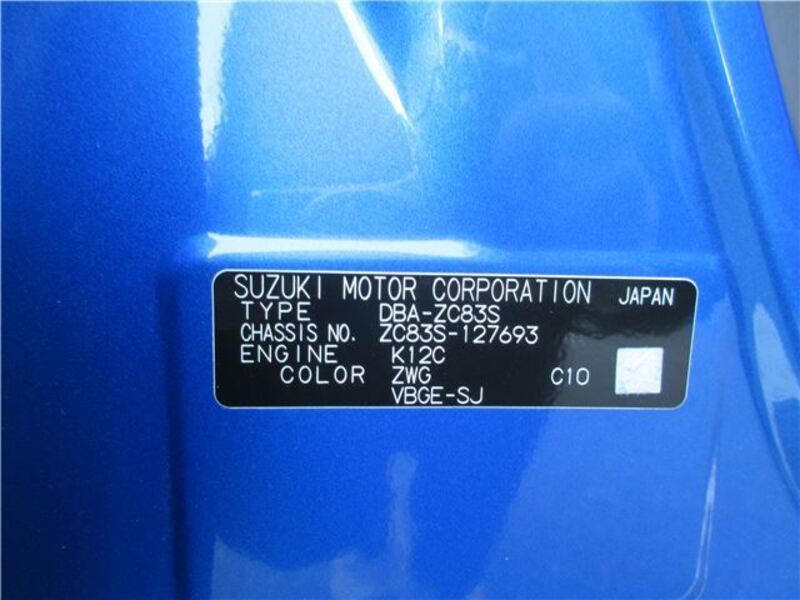 SUZUKI MOTOR CORPORATION JAPAN
TYPE DBA-ZC83S
CHASSIS NO. ZC83S-127693
ENGINE K12C
COLOR ZWG C10
VBGE-SJ